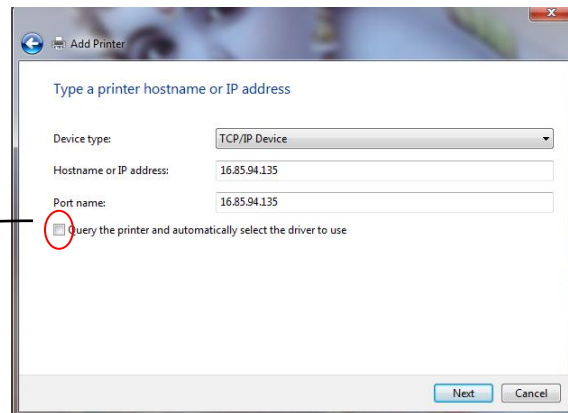 Add Printer
Type a printer hostname or IP address
Device type: TCP/IP Device
Hostname or IP address: 16.85.94.135
Port name: 16.85.94.135
Query the printer and automatically select the driver to use
Next Cancel